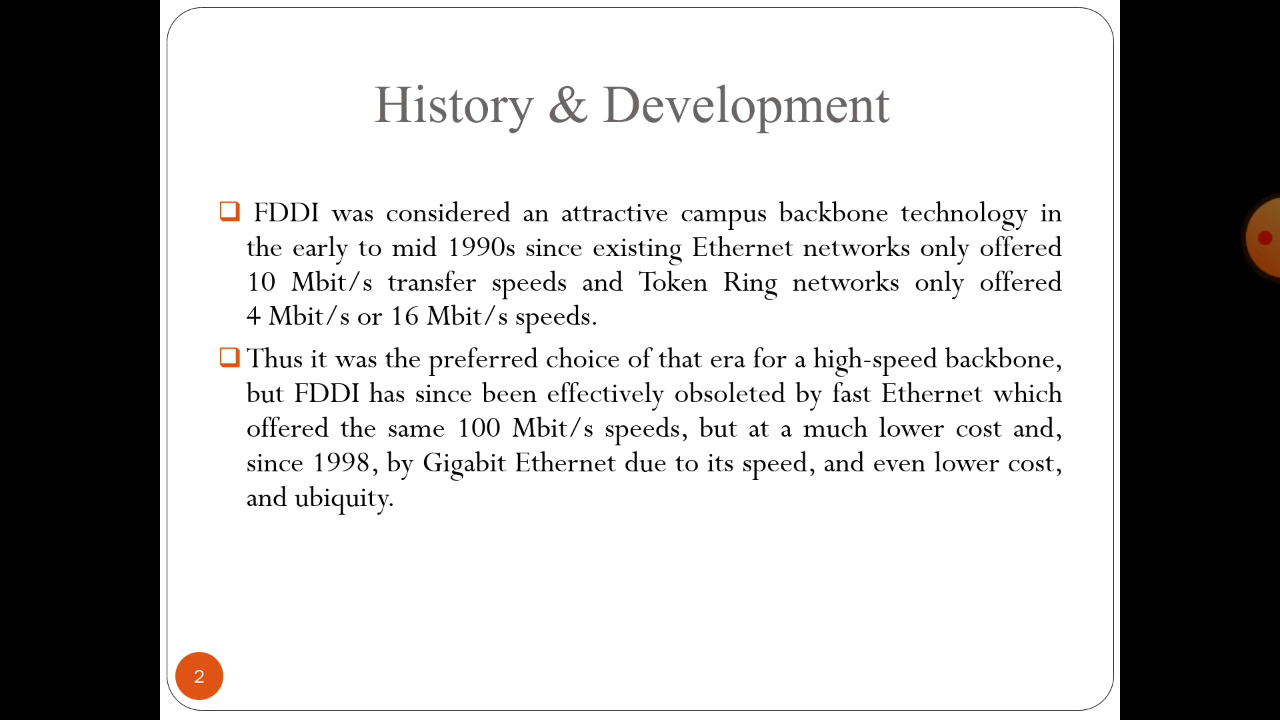 History & Development
FDDI was considered an attractive campus backbone technology in
the early to mid 1990s since existing Ethernet networks only offered
10 Mbit/s transfer speeds and Token Ring networks only offered
4 Mbit/s or 16 Mbit/s speeds.
Thus it was the preferred choice of that era for a high-speed backbone,
but FDDI has since been effectively obsoleted by fast Ethernet which
offered the same 100 Mbit/s speeds, but at a much lower cost and,
since 1998, by Gigabit Ethernet due to its speed, and even lower cost,
and ubiquity.
2